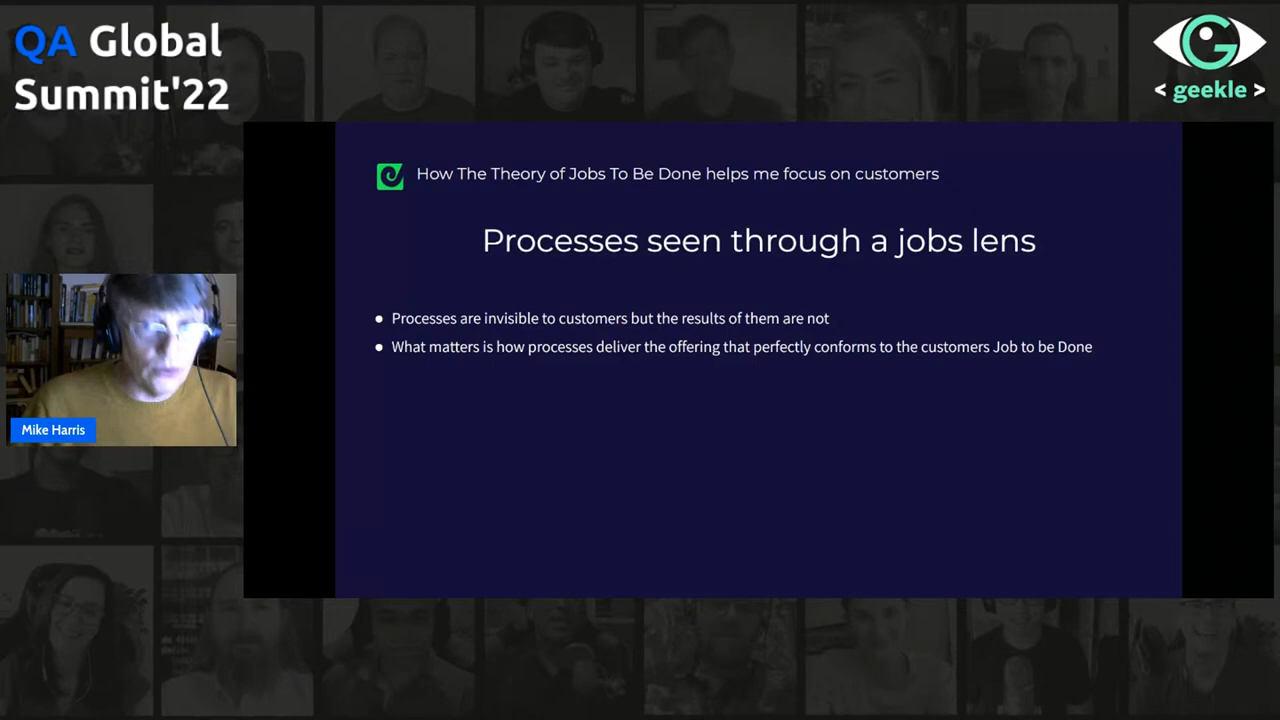 QA Global
Summit'22
< geekle >
How The Theory of Jobs To Be Done helps me focus on customers
Processes seen through a jobs lens
● Processes are invisible to customers but the results of them are not
● What matters is how processes deliver the offering that perfectly conforms to the customers Job to be Done
Mike Harris